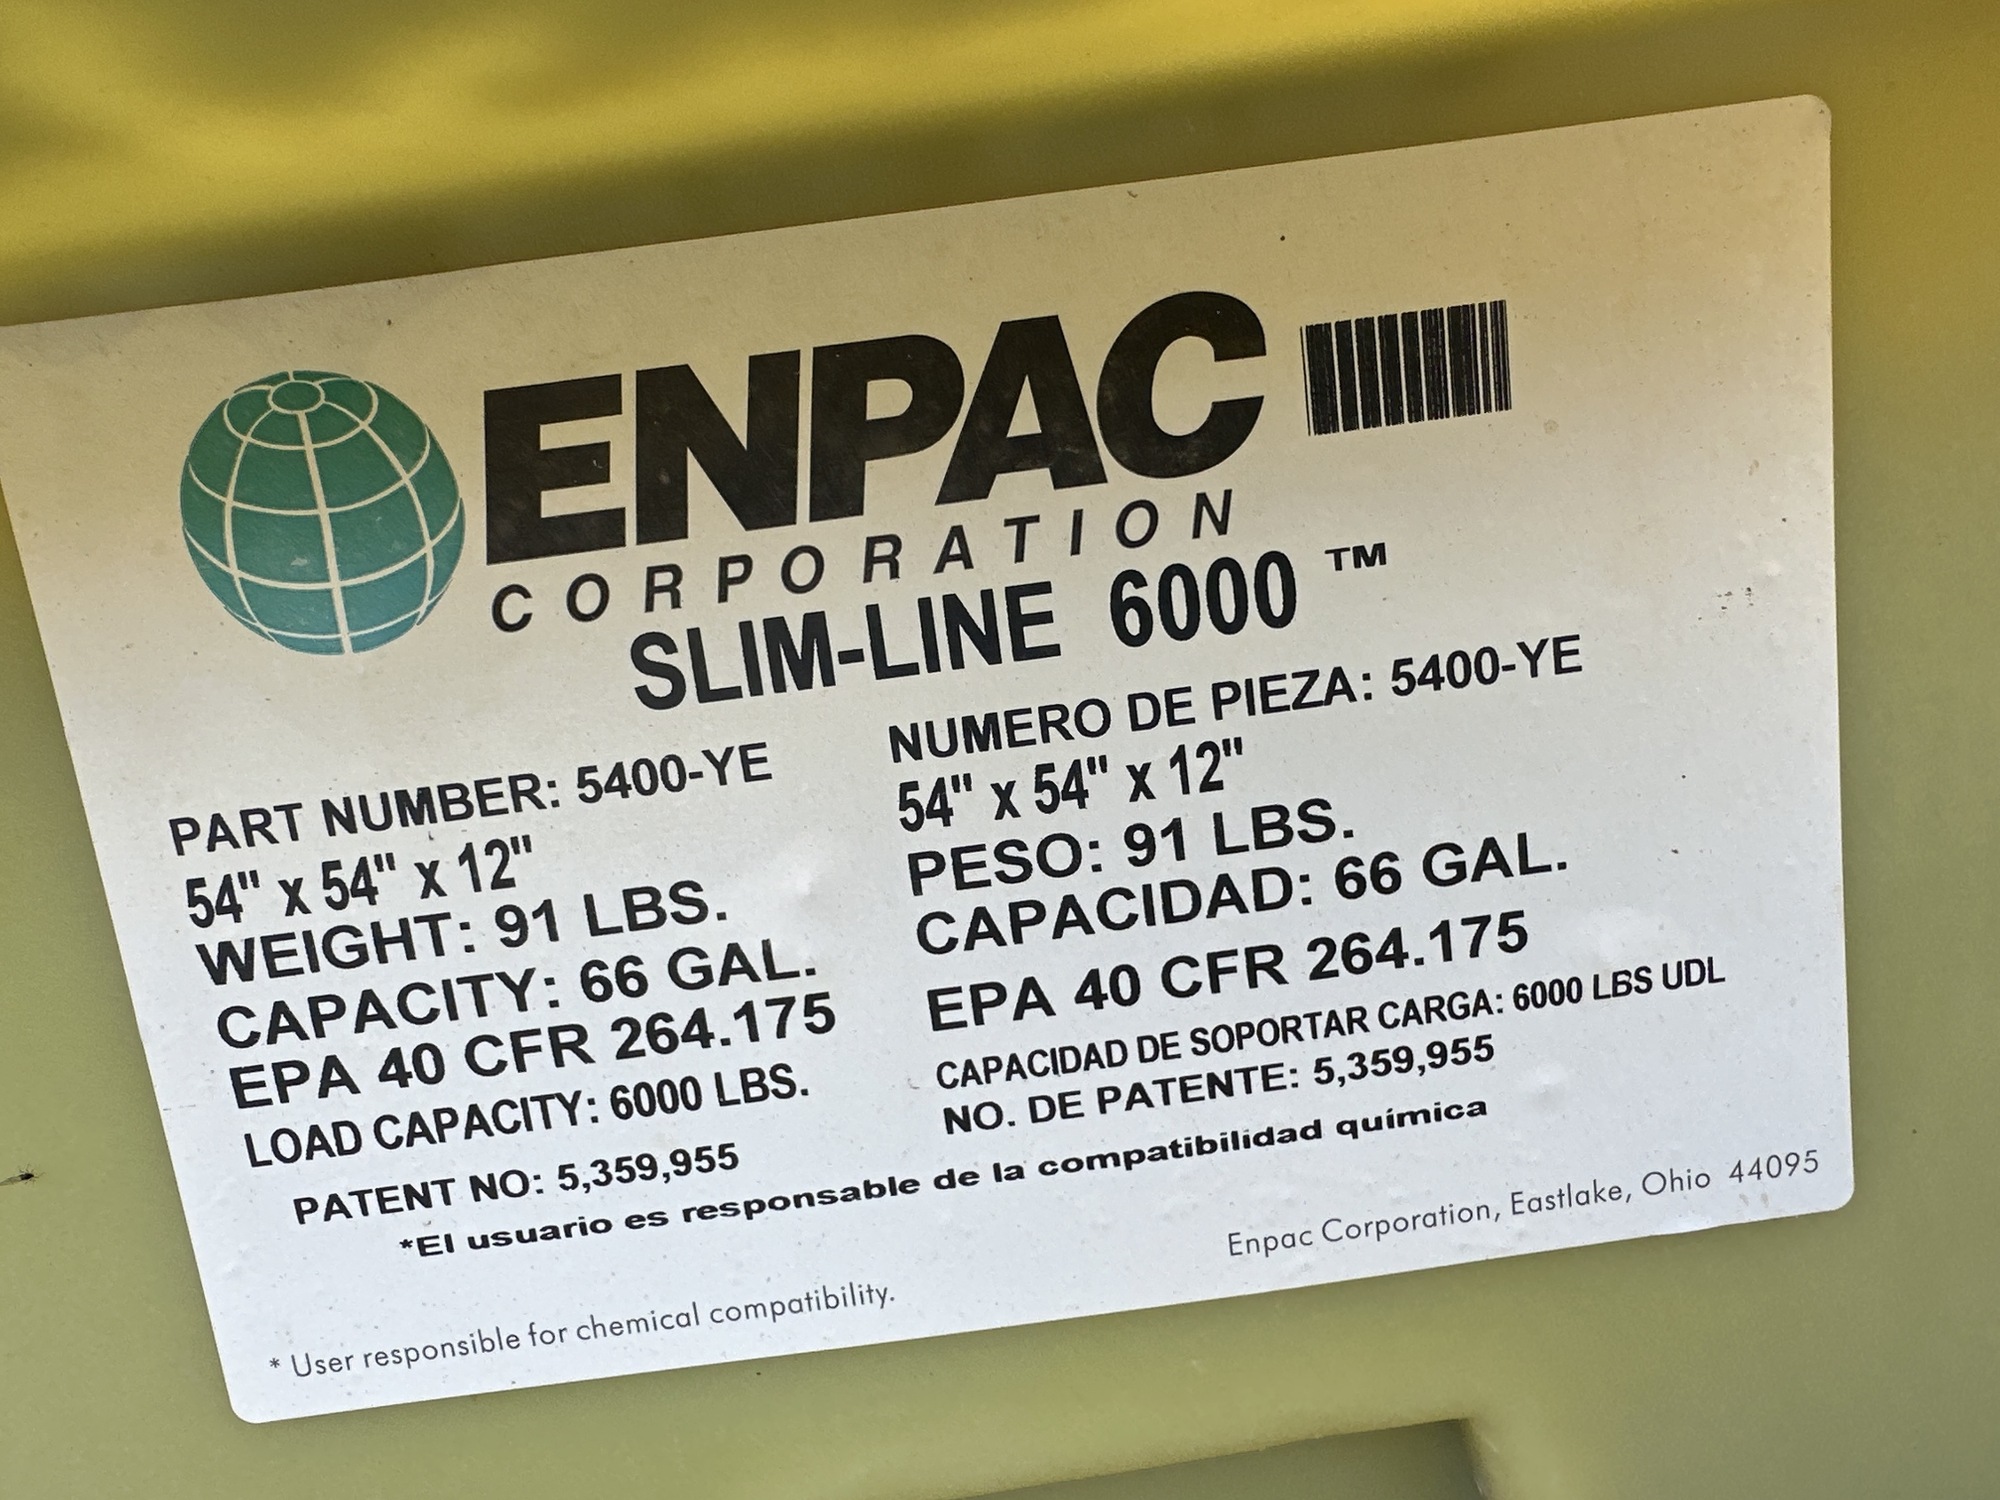 ENPAC
CORPORATION
SLIM-LINE 6000 ™
PART NUMBER: 5400-YE
54" x 54" x 12"
WEIGHT: 91 LBS.
CAPACITY: 66 GAL.
EPA 40 CFR 264.175
LOAD CAPACITY: 6000 LBS.
PATENT NO: 5,359,955
NUMERO DE PIEZA: 5400-YE
54" x 54" x 12"
PESO: 91 LBS.
CAPACIDAD: 66 GAL.
EPA 40 CFR 264.175
CAPACIDAD DE SOPORTAR CARGA: 6000 LBS UDL
NO. DE PATENTE: 5,359,955
*El usuario es responsable de la compatibilidad química
Enpac Corporation, Eastlake, Ohio 44095
* User responsible for chemical compatibility.